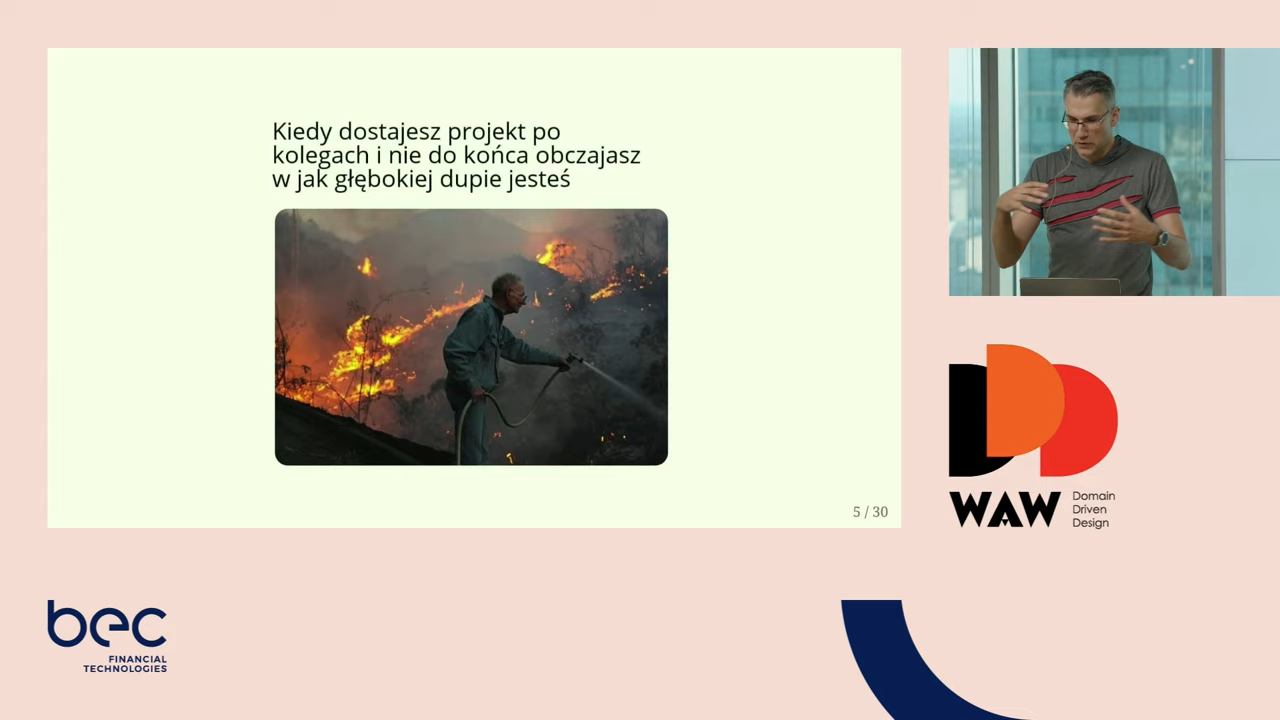 Kiedy dostajesz projekt po
kolegach i nie do końca obczajasz
w jak głębokiej dupie jesteś
5 / 30
WAW
Domain
Driven
Design
bec
FINANCIAL
TECHNOLOGIES